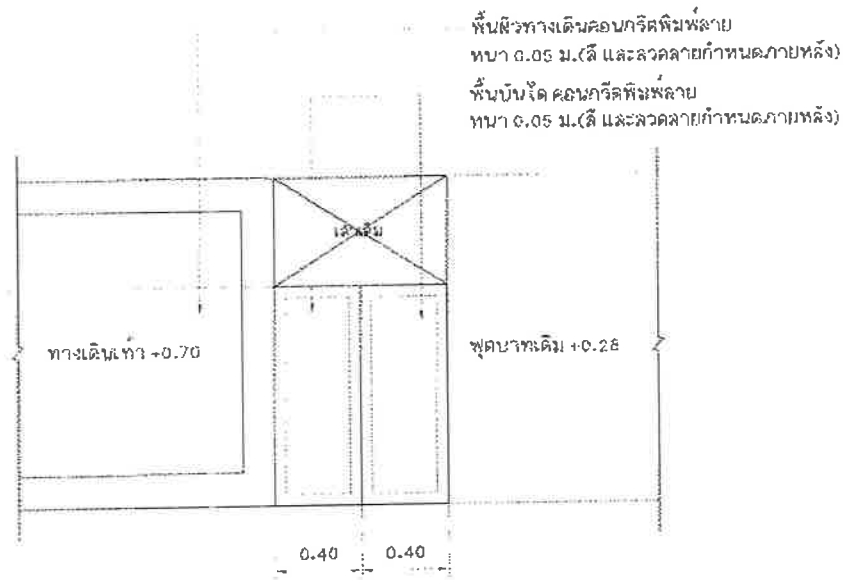 พื้นผิวทางเดินคอนกรีตพิมพ์ลาย
หนา 0.05 ม.(สี และลวดลายกำหนดภายหลัง)
พื้นบันได คอนกรีตพิมพ์ลาย
หนา 0.05 ม.(สี และลวดลายกำหนดภายหลัง)
เสาเดิม
ทางเดินเท้า +0.70
ฟุตบาทเดิม +0.28
0.40
0.40